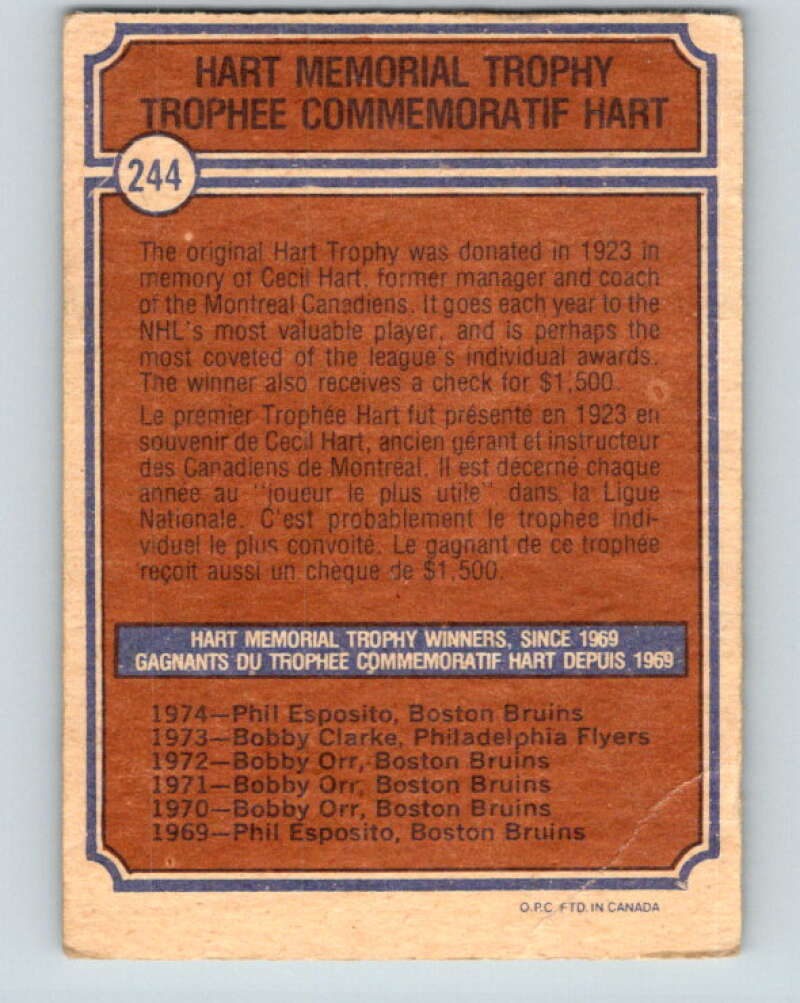 HART MEMORIAL TROPHY
TROPHEE COMMEMORATIF HART
244
The original Hart Trophy was donated in 1923 in
memory of Cecil Hart, former manager and coach
of the Montreal Canadiens. It goes each year to the
NHL's most valuable player, and is perhaps the
most coveted of the league's individual awards.
The winner also receives a check for $1,500.
Le premier Trophée Hart fut présenté en 1923 en
souvenir de Cecil Hart, ancien gérant et instructeur
des Canadiens de Montréal. Il est décerné chaque
année au "joueur le plus utile" dans la Ligue
Nationale. C'est probablement le trophée indi-
viduel le plus convoité. Le gagnant de ce trophée
reçoit aussi un cheque de $1,500.
HART MEMORIAL TROPHY WINNERS, SINCE 1969
GAGNANTS DU TROPHEE COMMEMORATIF HART DEPUIS 1969
1974—Phil Esposito, Boston Bruins
1973—Bobby Clarke, Philadelphia Flyers
1972—Bobby Orr, Boston Bruins
1971—Bobby Orr, Boston Bruins
1970—Bobby Orr, Boston Bruins
1969—Phil Esposito, Boston Bruins
O.P.C. PTD. IN CANADA